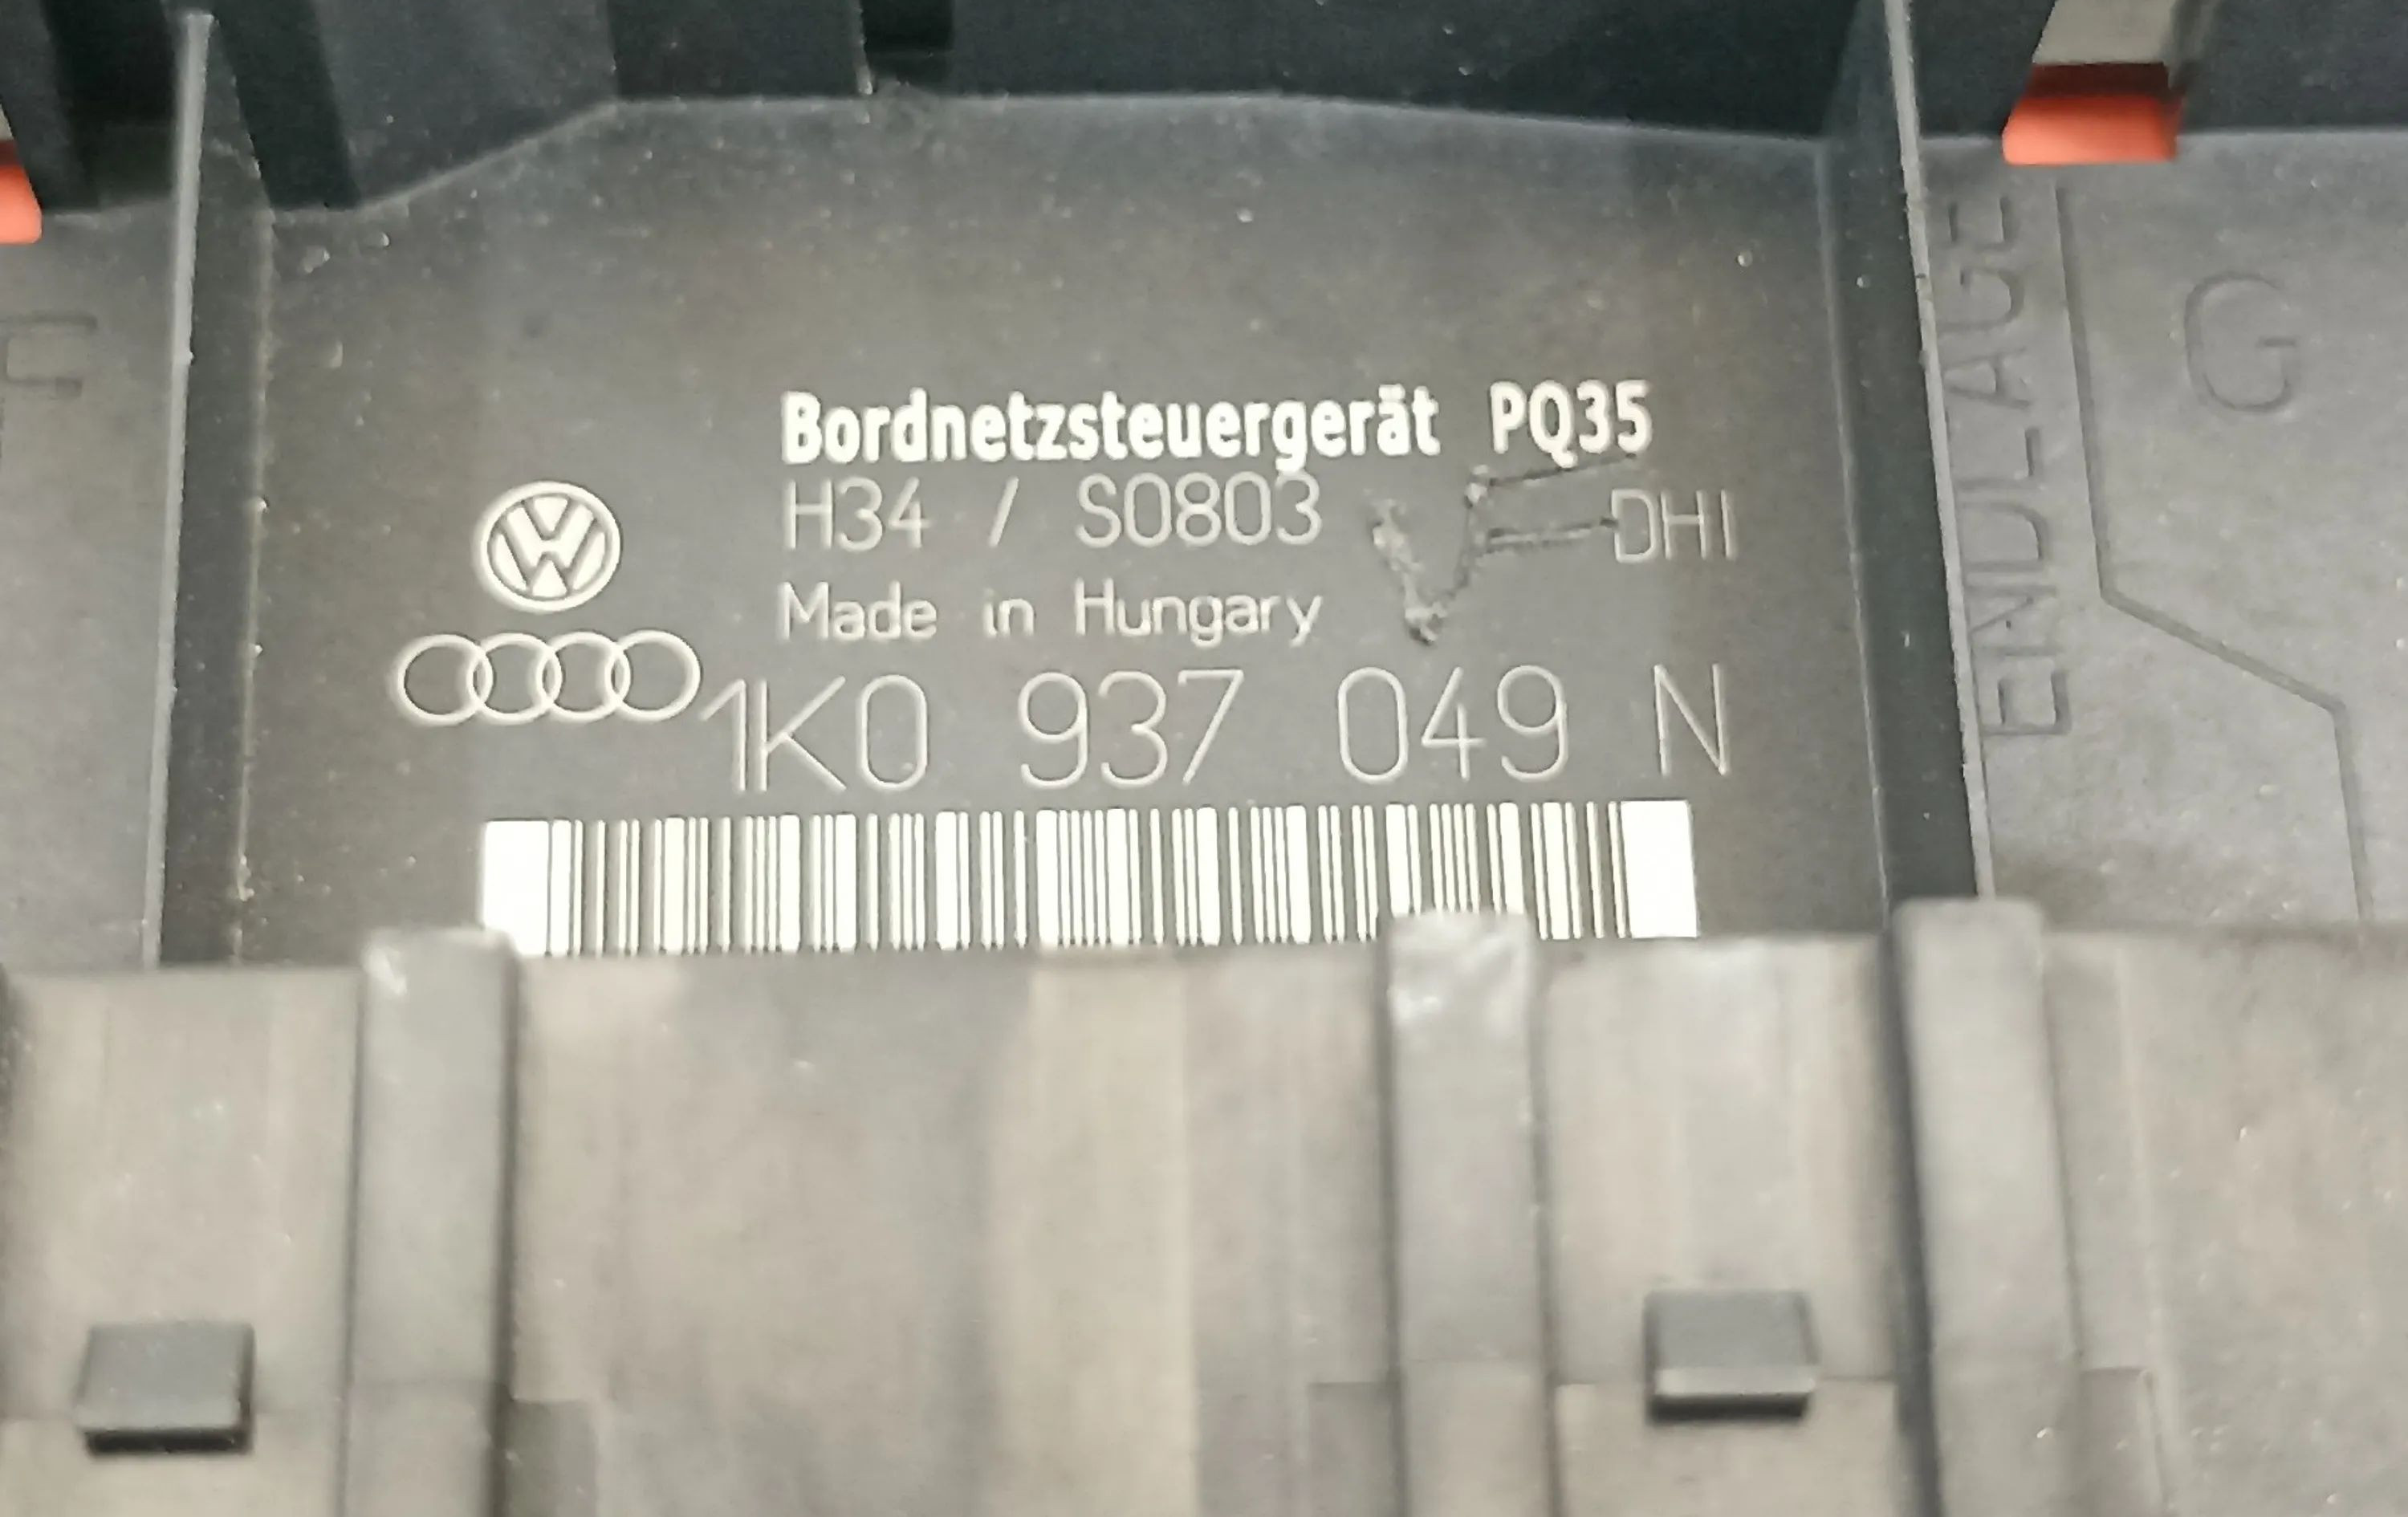 Bordnetzsteuergerät PQ35
H34 / S0803 DHI
Made in Hungary
1K0 937 049 N
ENDLAGE
G